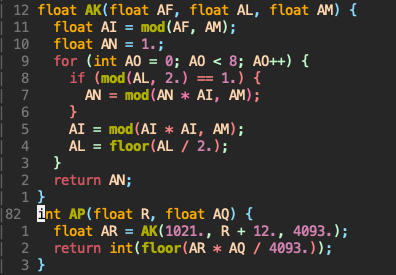 12 float AK(float AF, float AL, float AM) {
11   float AI = mod(AF, AM);
10   float AN = 1.;
9   for (int AO = 0; AO < 8; AO++) {
8     if (mod(AL, 2.) == 1.) {
7       AN = mod(AN * AI, AM);
6     }
5     AI = mod(AI * AI, AM);
4     AL = floor(AL / 2.);
3   }
2   return AN;
1 }
82 int AP(float R, float AQ) {
1   float AR = AK(1021., R + 12., 4093.);
2   return int(floor(AR * AQ / 4093.));
3 }